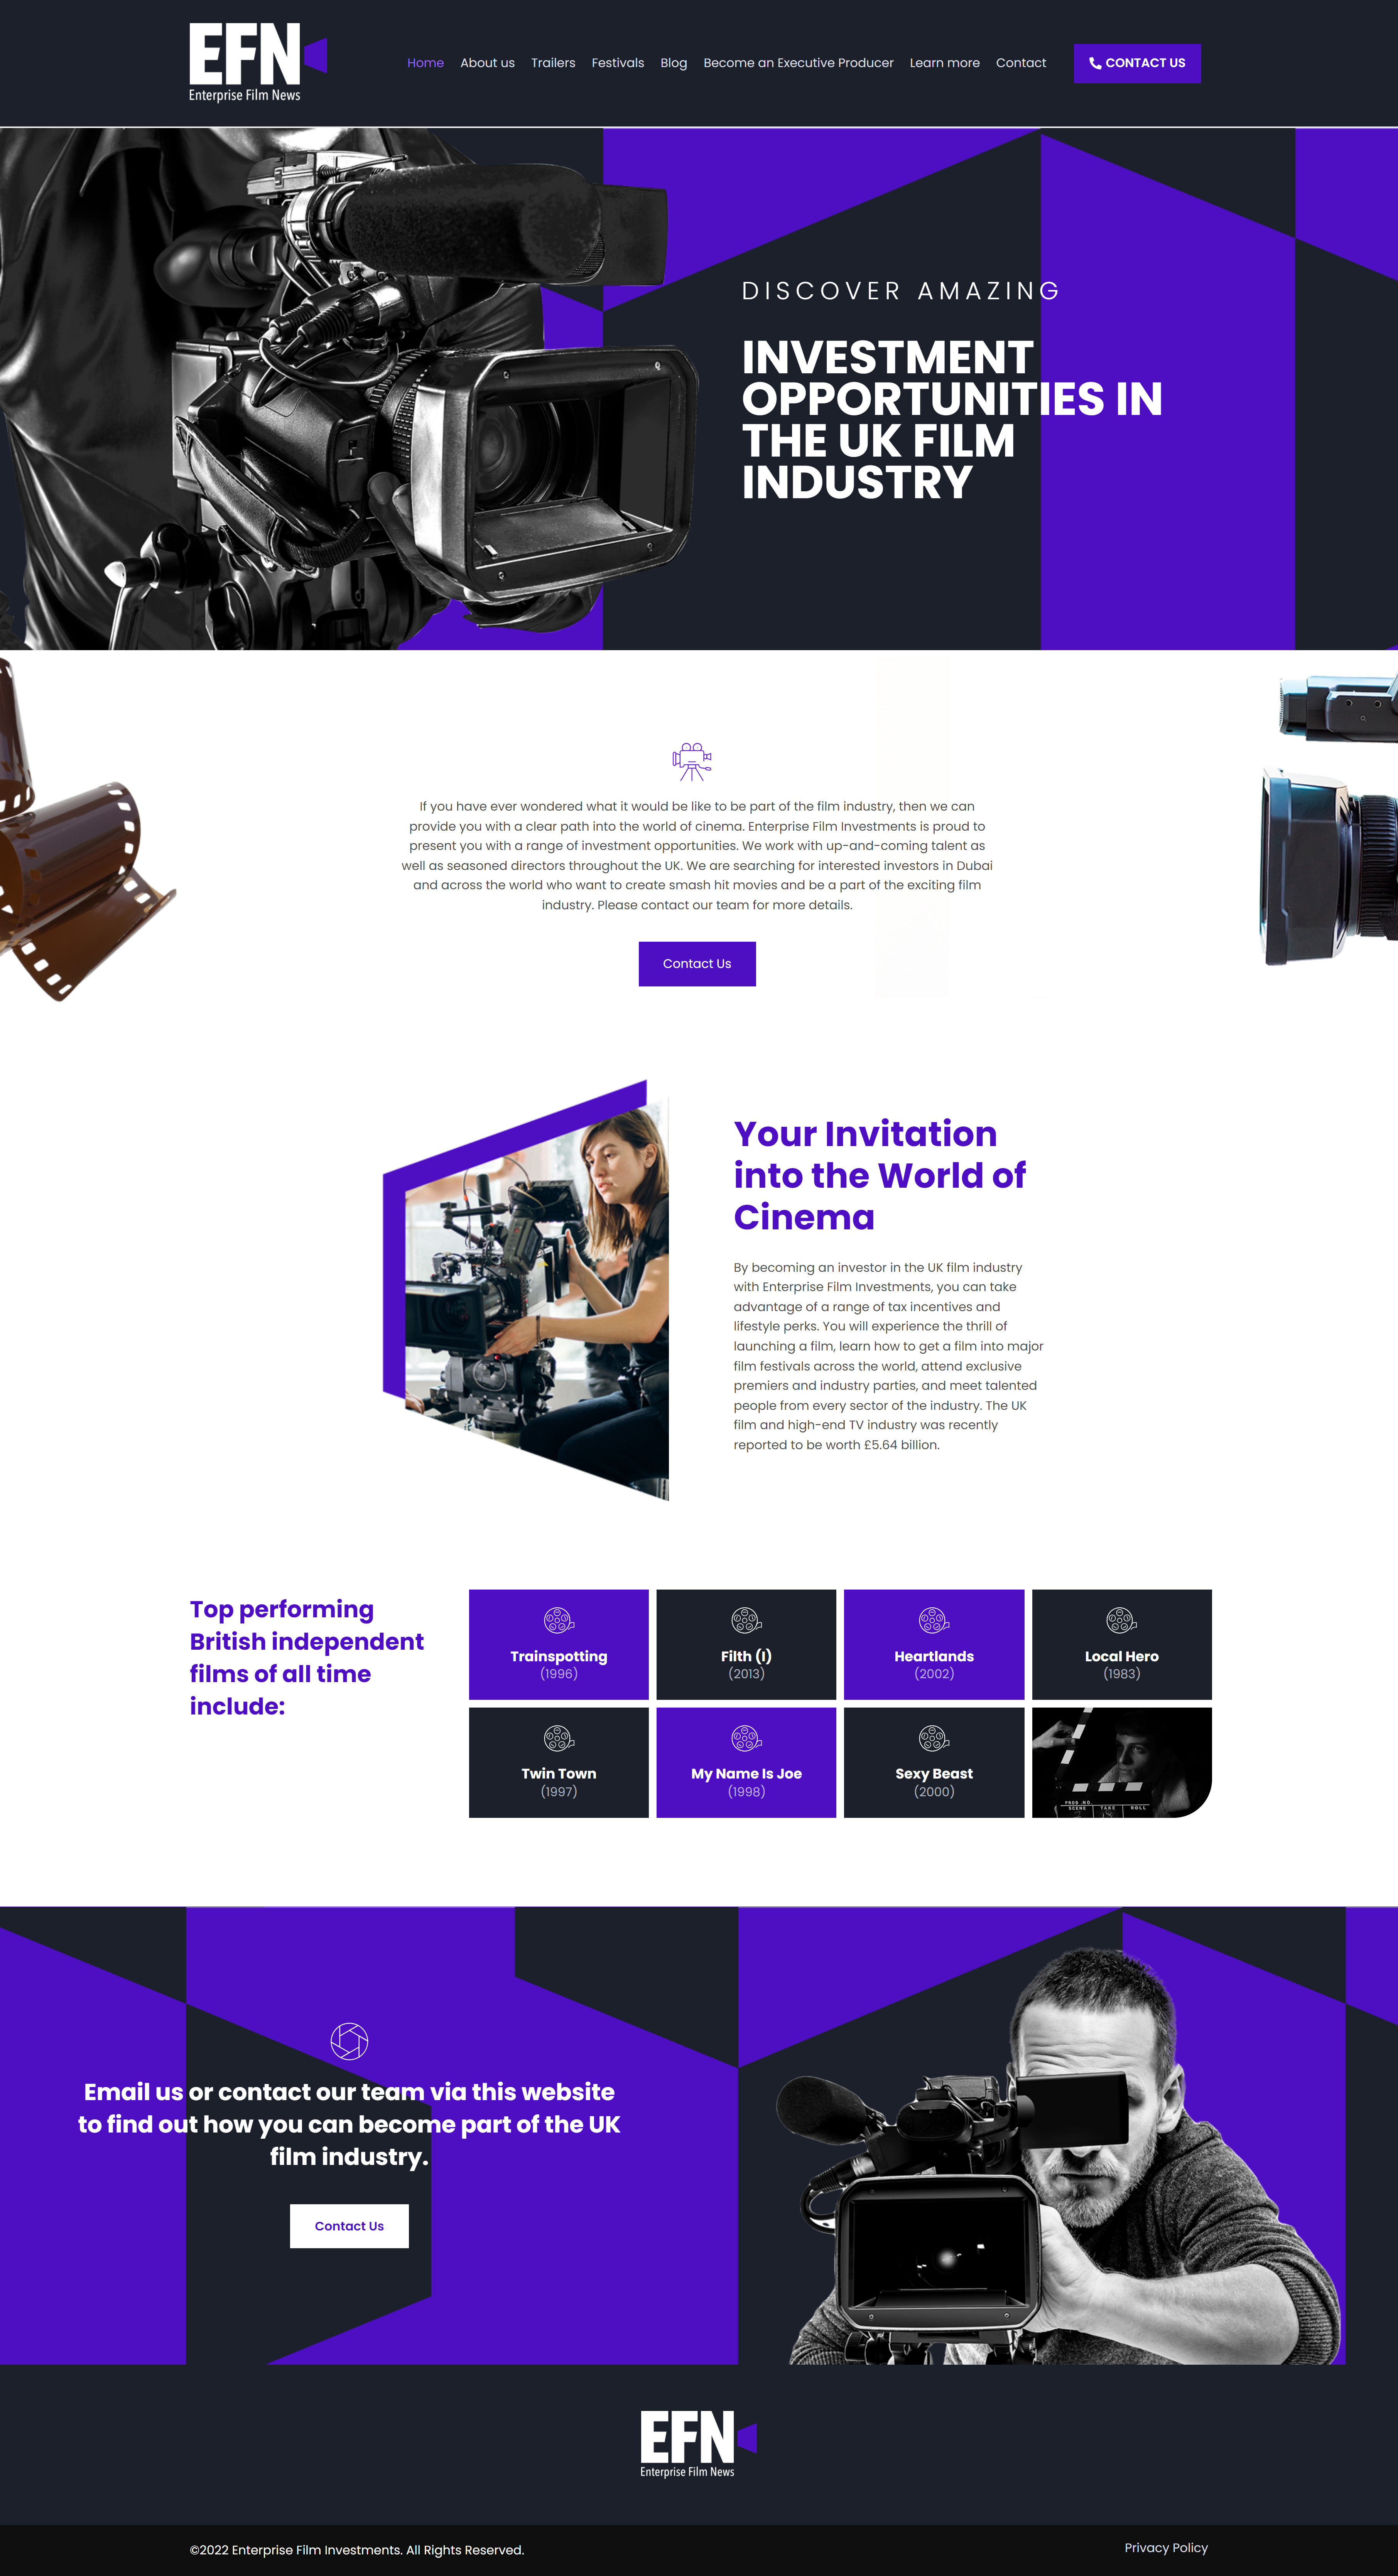 EFN
Enterprise Film News
Home About us Trailers Festivals Blog Become an Executive Producer Learn more Contact CONTACT US
DISCOVER AMAZING
INVESTMENT
OPPORTUNITIES IN
THE UK FILM
INDUSTRY
If you have ever wondered what it would be like to be part of the film industry, then we can
provide you with a clear path into the world of cinema. Enterprise Film Investments is proud to
present you with a range of investment opportunities. We work with up-and-coming talent as
well as seasoned directors throughout the UK. We are searching for interested investors in Dubai
and across the world who want to create smash hit movies and be a part of the exciting film
industry. Please contact our team for more details.
Contact Us
Your Invitation
into the World of
Cinema
By becoming an investor in the UK film industry
with Enterprise Film Investments, you can take
advantage of a range of tax incentives and
lifestyle perks. You will experience the thrill of
launching a film, learn how to get a film into major
film festivals across the world, attend exclusive
premiers and industry parties, and meet talented
people from every sector of the industry. The UK
film and high-end TV industry was recently
reported to be worth £5.64 billion.
Top performing
British independent
films of all time
include:
Trainspotting
(1996)
Filth (I)
(2013)
Heartlands
(2002)
Local Hero
(1983)
Twin Town
(1997)
My Name Is Joe
(1998)
Sexy Beast
(2000)
PROD .NO.
SCENE TAKE ROLL
Email us or contact our team via this website
to find out how you can become part of the UK
film industry.
Contact Us
EFN
Enterprise Film News
©2022 Enterprise Film Investments. All Rights Reserved.
Privacy Policy